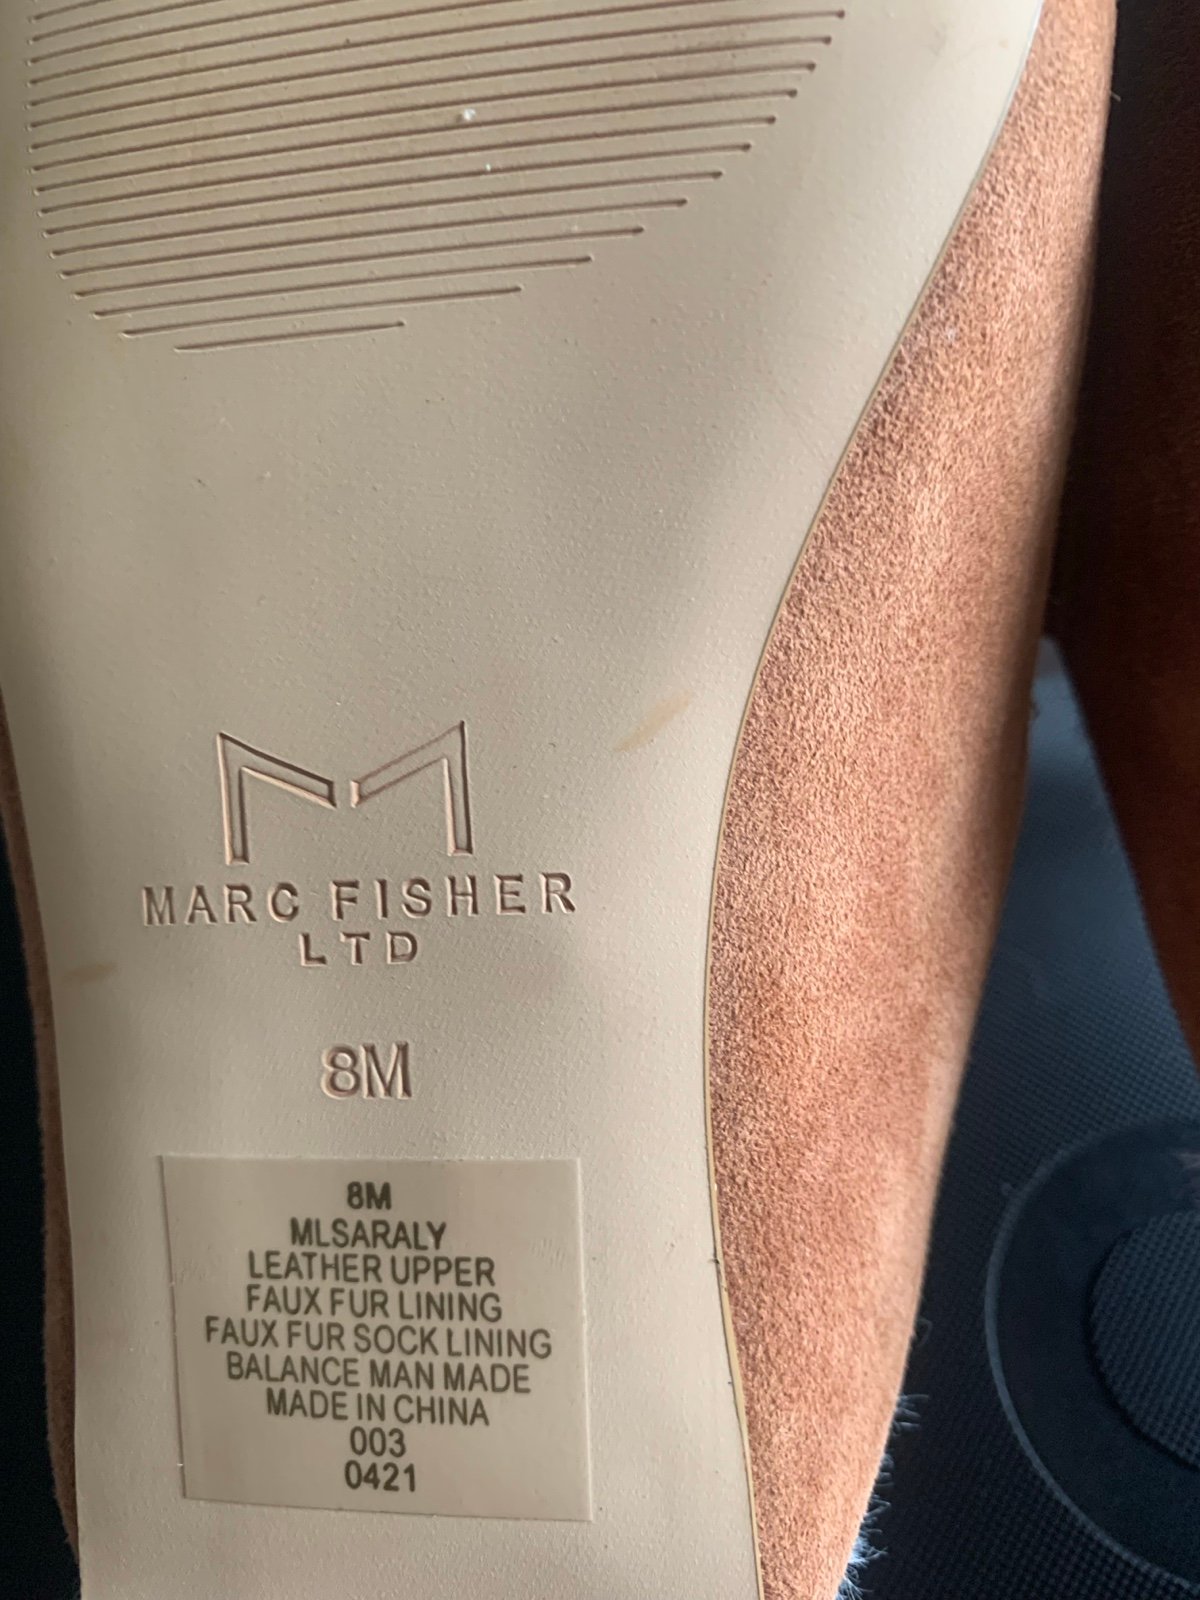 MARC FISHER
LTD
8M
8M
MLSARALY
LEATHER UPPER
FAUX FUR LINING
FAUX FUR SOCK LINING
BALANCE MAN MADE
MADE IN CHINA
003
0421